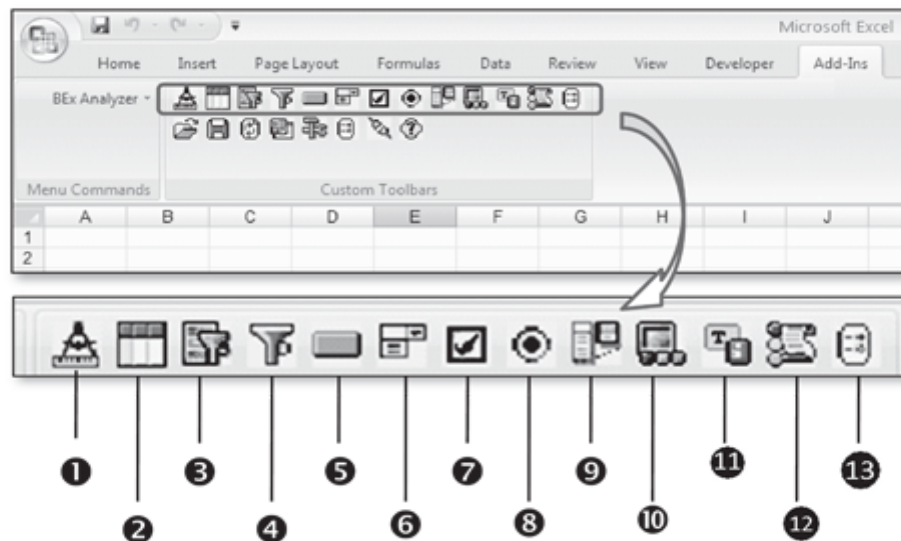 Microsoft Excel
Home Insert Page Layout Formulas Data Review View Developer Add-Ins
BEx Analyzer
Menu Commands Custom Toolbars
A B C D E F G H I J
1
2
T
1 2 3 4 5 6 7 8 9 10 11 12 13